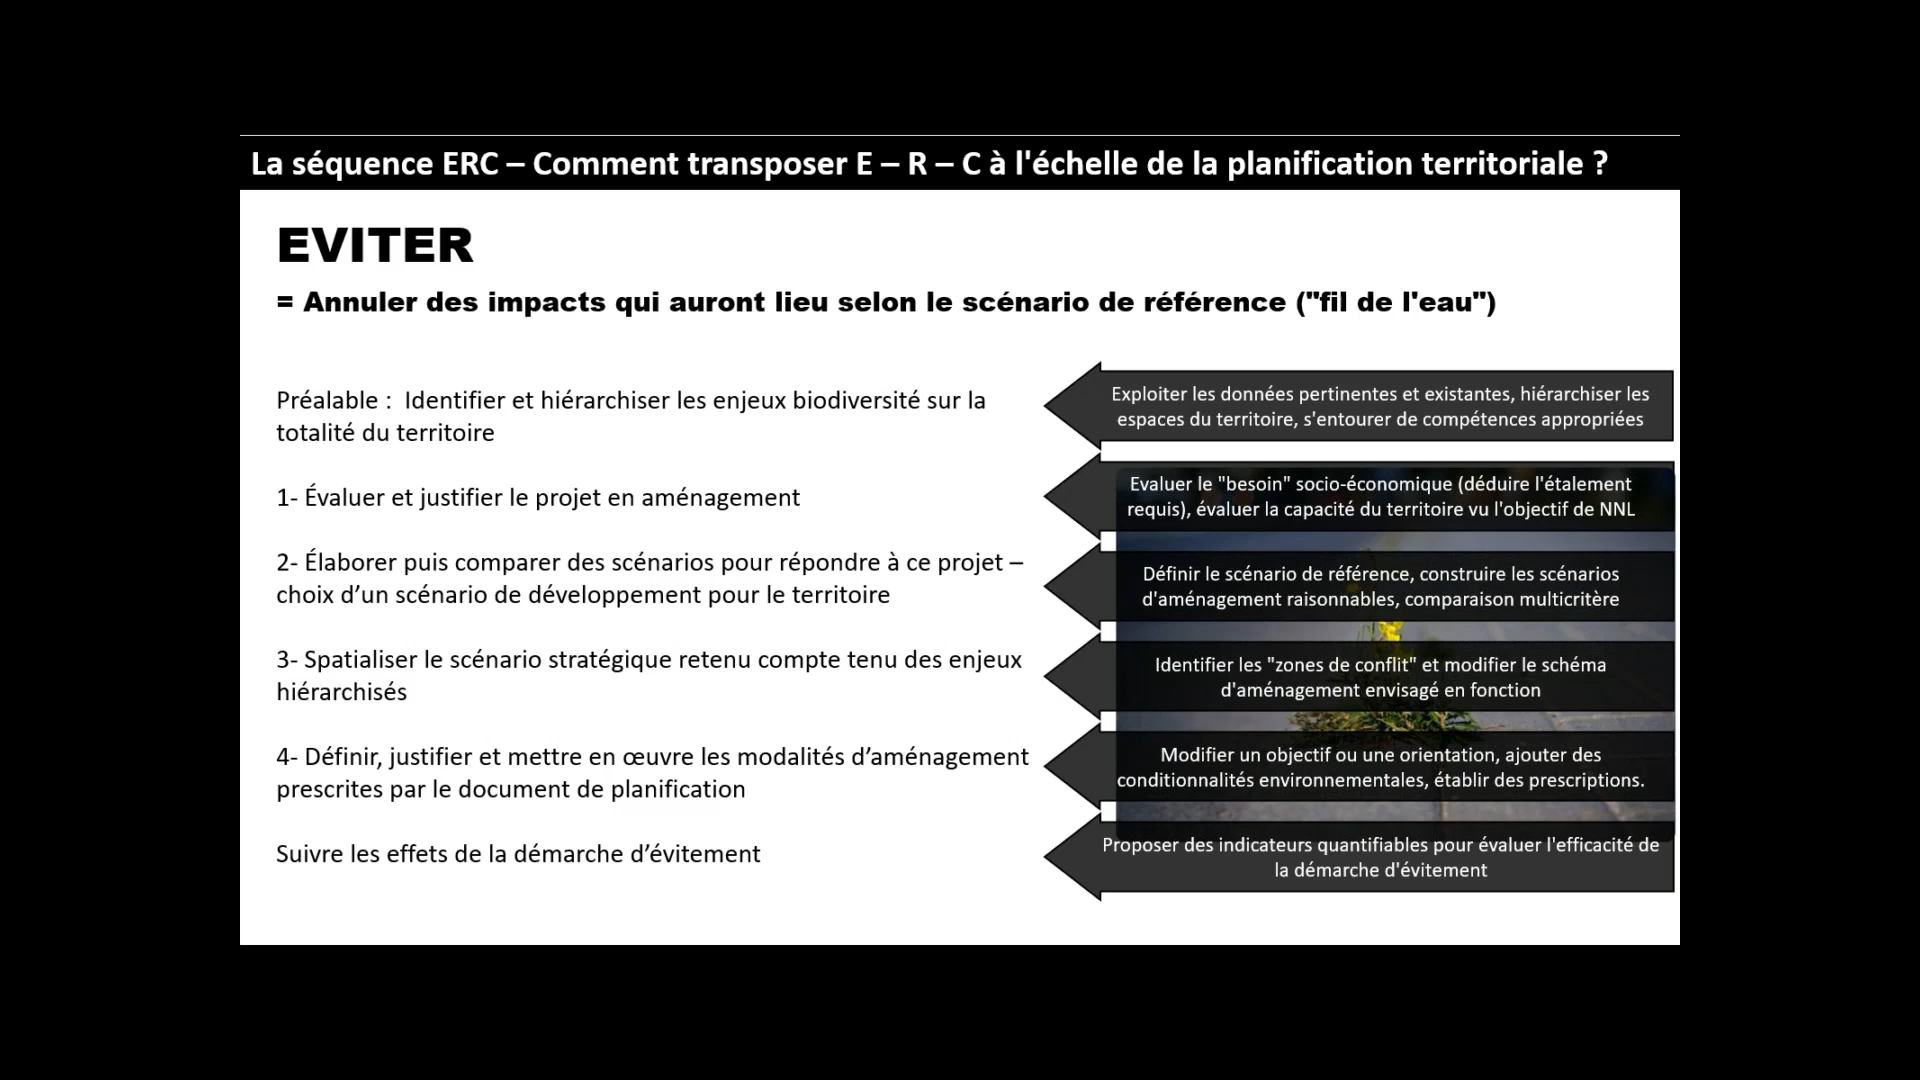 La séquence ERC – Comment transposer E – R – C à l'échelle de la planification territoriale ?
EVITER
= Annuler des impacts qui auront lieu selon le scénario de référence ("fil de l'eau")
Préalable :  Identifier et hiérarchiser les enjeux biodiversité sur la
totalité du territoire
Exploiter les données pertinentes et existantes, hiérarchiser les
espaces du territoire, s'entourer de compétences appropriées
1- Évaluer et justifier le projet en aménagement
Evaluer le "besoin" socio-économique (déduire l'étalement
requis), évaluer la capacité du territoire vu l'objectif de NNL
2- Élaborer puis comparer des scénarios pour répondre à ce projet –
choix d’un scénario de développement pour le territoire
Définir le scénario de référence, construire les scénarios
d'aménagement raisonnables, comparaison multicritère
3- Spatialiser le scénario stratégique retenu compte tenu des enjeux
hiérarchisés
Identifier les "zones de conflit" et modifier le schéma
d'aménagement envisagé en fonction
4- Définir, justifier et mettre en œuvre les modalités d’aménagement
prescrites par le document de planification
Modifier un objectif ou une orientation, ajouter des
conditionnalités environnementales, établir des prescriptions.
Suivre les effets de la démarche d’évitement
Proposer des indicateurs quantifiables pour évaluer l'efficacité de
la démarche d'évitement